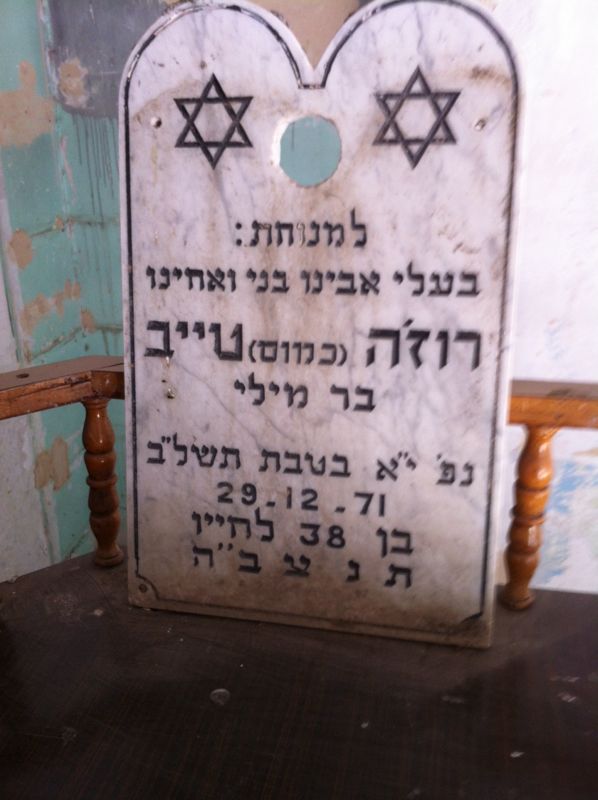 למנוחת:
בעלי אבינו בני ואחינו
רוז'ה (כמוס) טייב
בר מילי
נפ' י"א בטבת תשל"ב
29-12-71
בן 38 לחייו
ת נ צ ב"ה